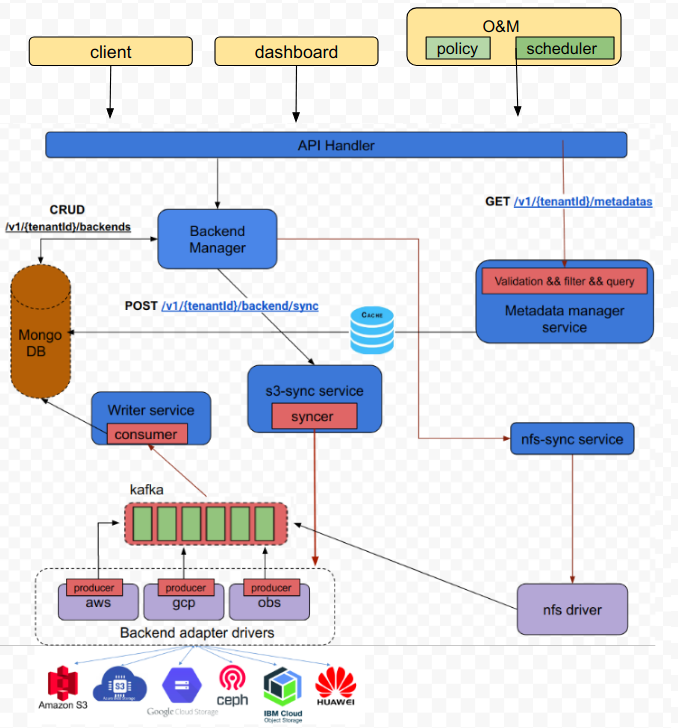 O&M
client
dashboard
policy
scheduler
API Handler
CRUD
/v1/{tenantId}/backends
GET /v1/{tenantId}/metadatas
Backend
Manager
Validation && filter && query
Metadata manager
service
POST /v1/{tenantId}/backend/sync
CACHE
Mongo
DB
s3-sync service
syncer
Writer service
consumer
nfs-sync service
kafka
producer
aws
producer
gcp
producer
obs
nfs driver
Backend adapter drivers
Amazon S3
S3
Google Cloud Storage
ceph
IBM Cloud
Object Storage
HUAWEI